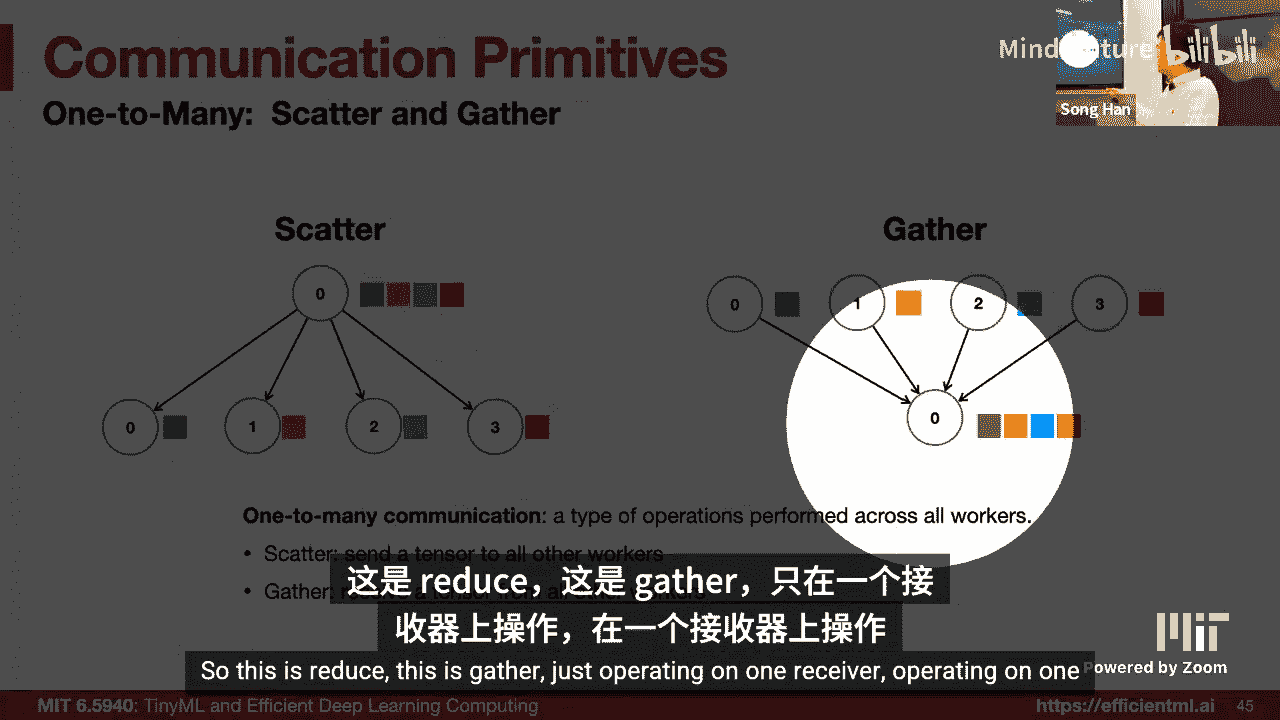 Communication Primitives
One-to-Many: Scatter and Gather
bilibili
Song Han
Scatter
Gather
0
0 1 2 3
0 1 2 3
0
One-to-many communication: a type of operations performed across all workers.
• Scatter: send a tensor to all other workers
• Gather:
这是 reduce，这是 gather，只在一个接
收器上操作，在一个接收器上操作
So this is reduce, this is gather, just operating on one receiver, operating on one
MIT
Powered by Zoom
MIT 6.5940: TinyML and Efficient Deep Learning Computing
https://efficientml.ai 45